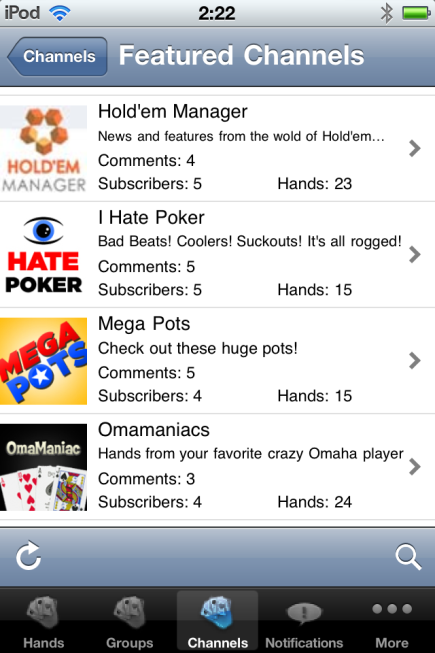 iPod 2:22
Channels Featured Channels
HOLD'EM
MANAGER
Hold'em Manager
News and features from the wold of Hold'em...
Comments: 4
Subscribers: 5 Hands: 23
HATE
POKER
I Hate Poker
Bad Beats! Coolers! Suckouts! It's all rogged!
Comments: 5
Subscribers: 5 Hands: 15
MEGA
POTS
Mega Pots
Check out these huge pots!
Comments: 5
Subscribers: 4 Hands: 15
OmaManiac
Omamaniacs
Hands from your favorite crazy Omaha player
Comments: 3
Subscribers: 4 Hands: 24
Hands Groups Channels Notifications More